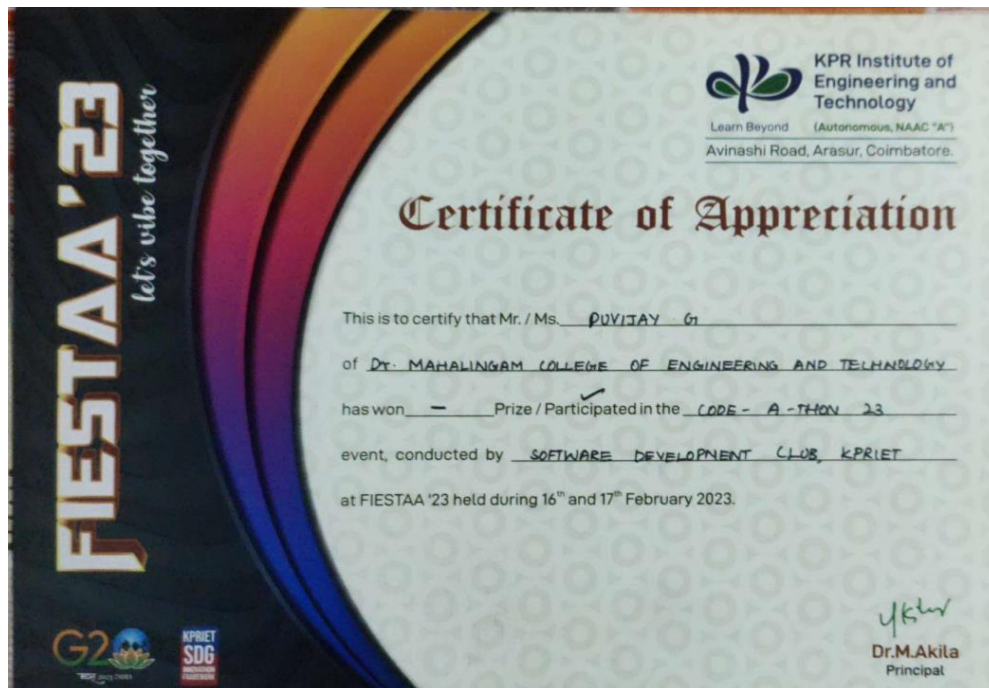 FIESTAA '23
let's vibe together
KPR Institute of
Engineering and
Technology
Learn Beyond (Autonomous, NAAC "A")
Avinashi Road, Arasur, Coimbatore.
Certificate of Appreciation
This is to certify that Mr. / Ms. PUVIJAY G
of Dr. MAHALINGAM COLLEGE OF ENGINEERING AND TECHNOLOGY
has won - Prize / Participated in the CODE - A - THON 23
event, conducted by SOFTWARE DEVELOPMENT CLUB, KPRIET
at FIESTAA '23 held during 16th and 17th February 2023.
G20
KPRIET
SDG
Dr.M.Akila
Principal